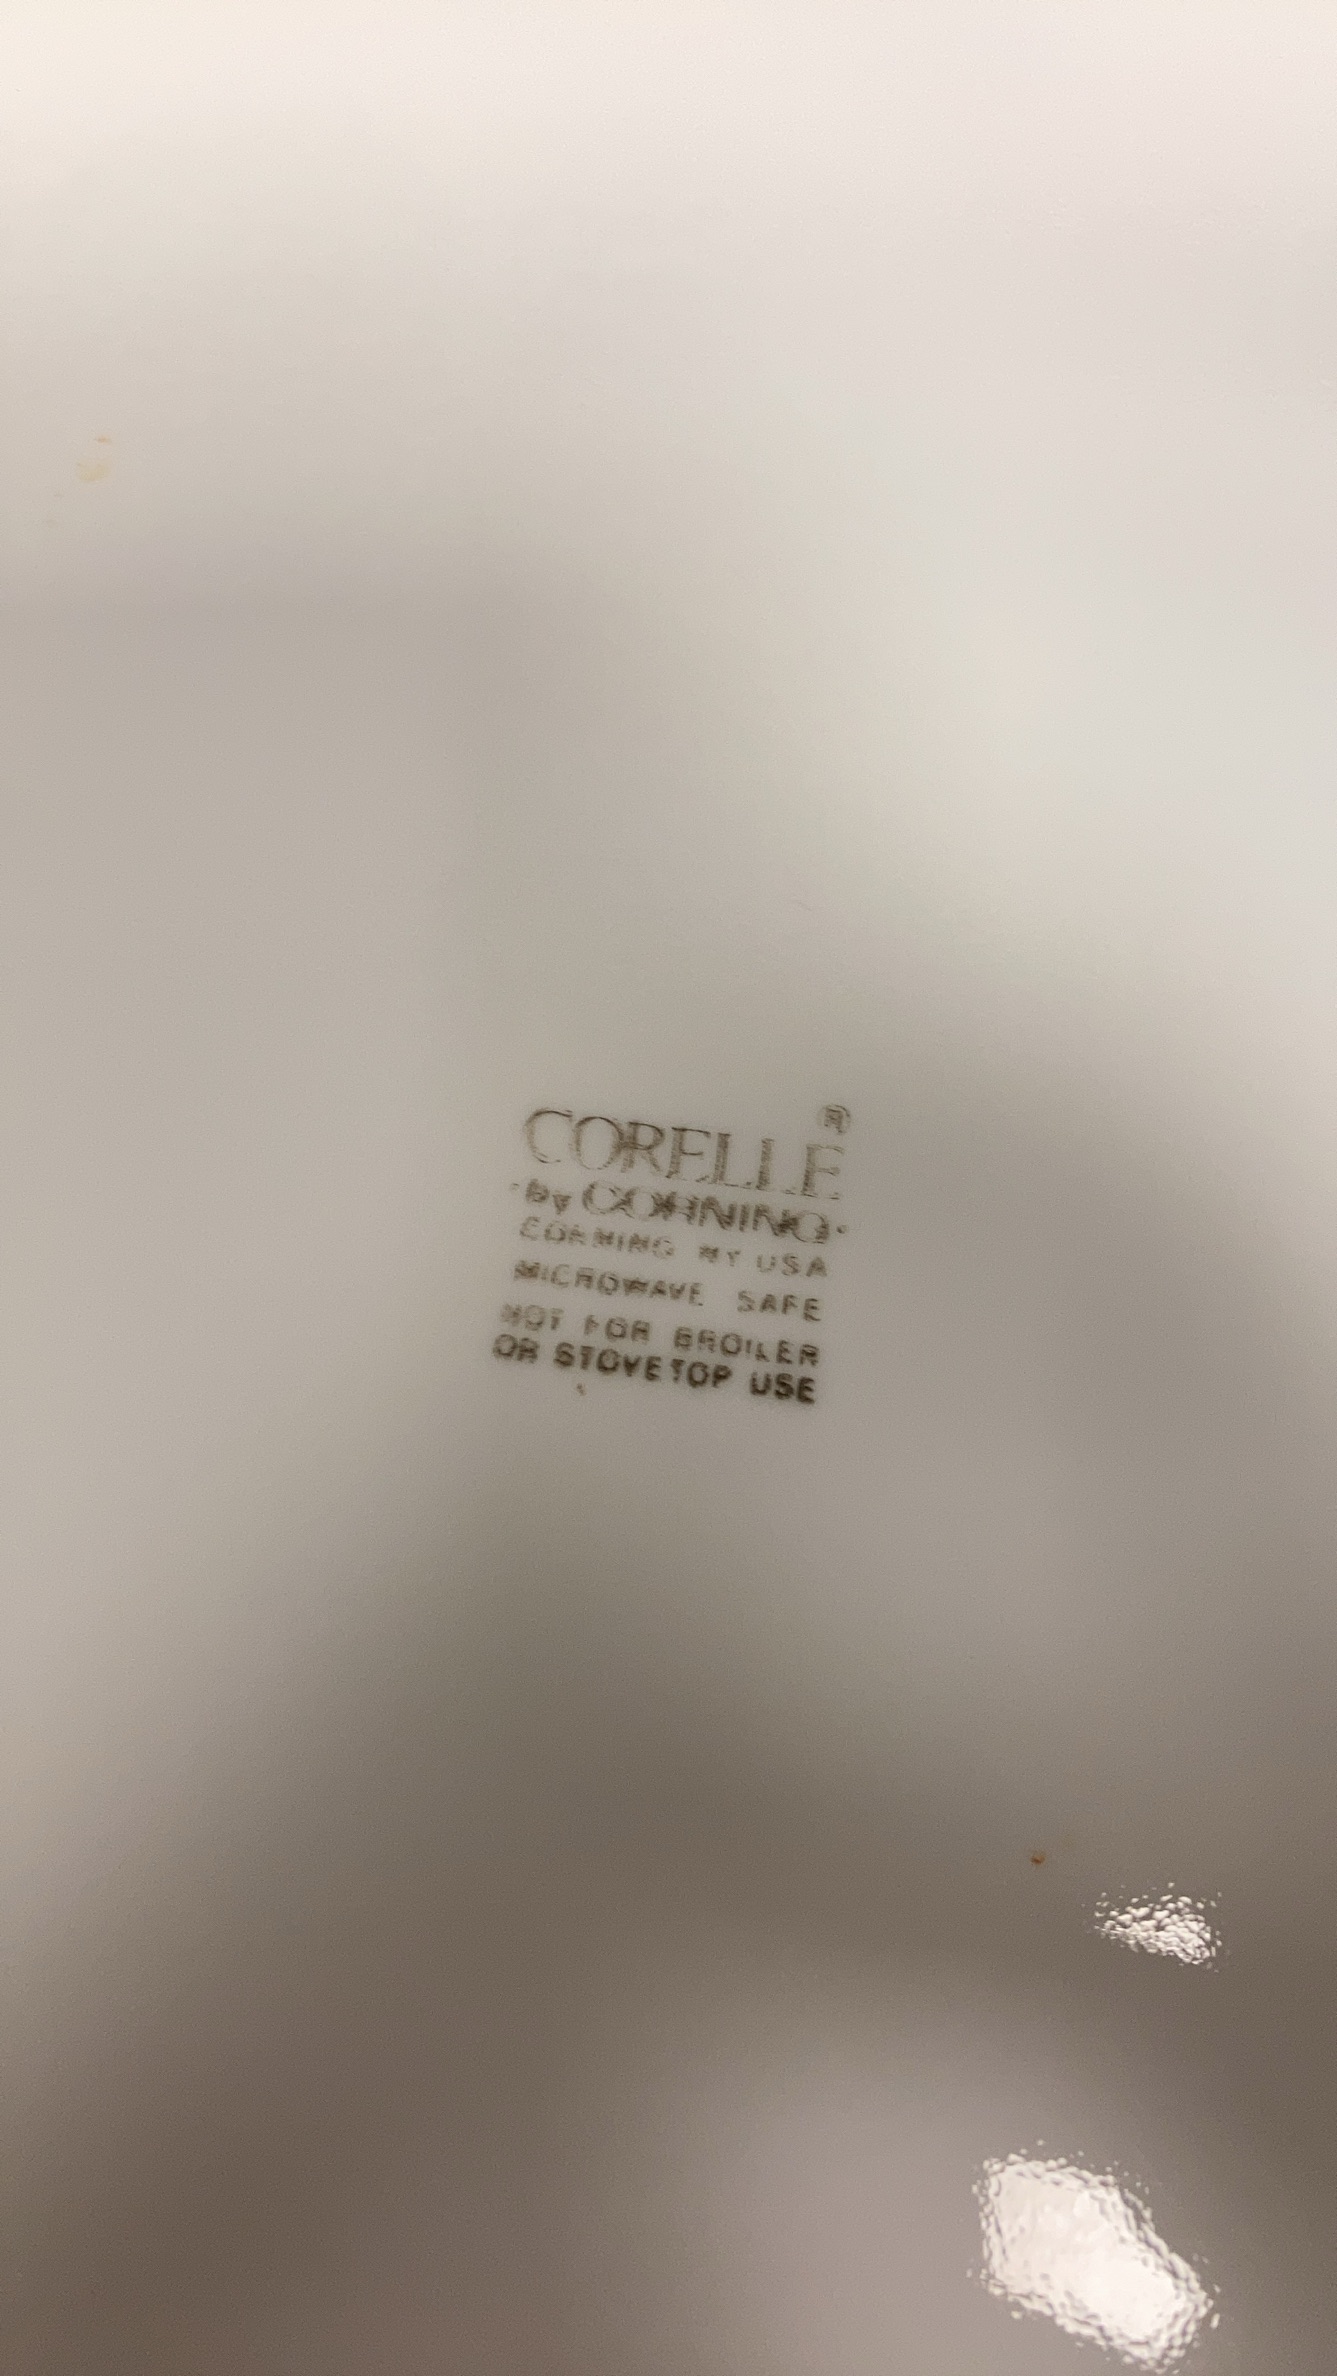 CORELLE®
·by CORNING·
CORNING NY USA
MICROWAVE SAFE
NOT FOR BROILER
OR STOVETOP USE